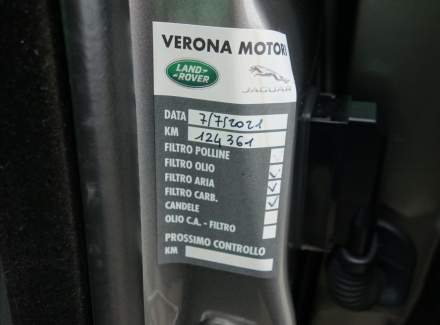 VERONA MOTORI
LAND-
ROVER
JAGUAR
DATA 7/7/2021
KM 124361
FILTRO POLLINE ✓
FILTRO OLIO ✓
FILTRO ARIA ✓
FILTRO CARB. ✓
CANDELE
OLIO C.A. - FILTRO
PROSSIMO CONTROLLO
KM